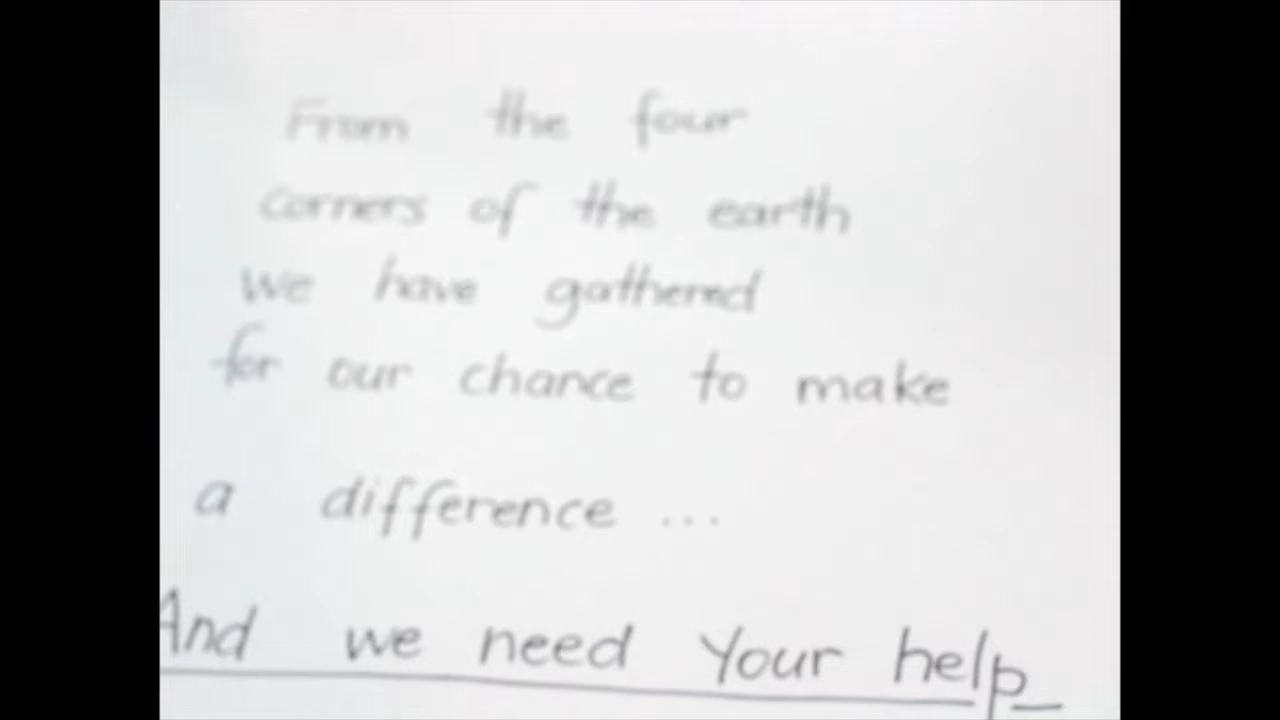 From the four
corners of the earth
we have gathered
for our chance to make
a difference ...
And we need Your help